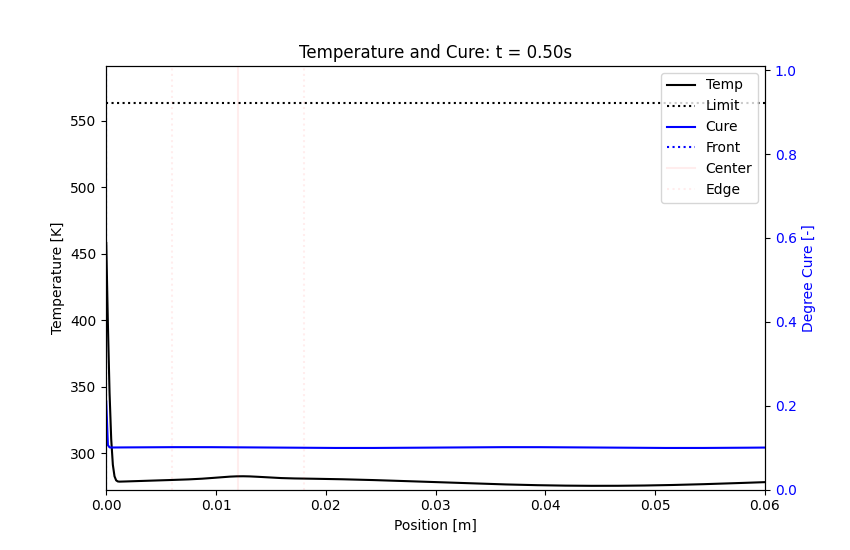 Temperature and Cure: t = 0.50s
Temp
Limit
Cure
Front
Center
Edge
Temperature [K]
550
500
450
400
350
300
Degree Cure [-]
1.0
0.8
0.6
0.4
0.2
0.0
0.00 0.01 0.02 0.03 0.04 0.05 0.06
Position [m]